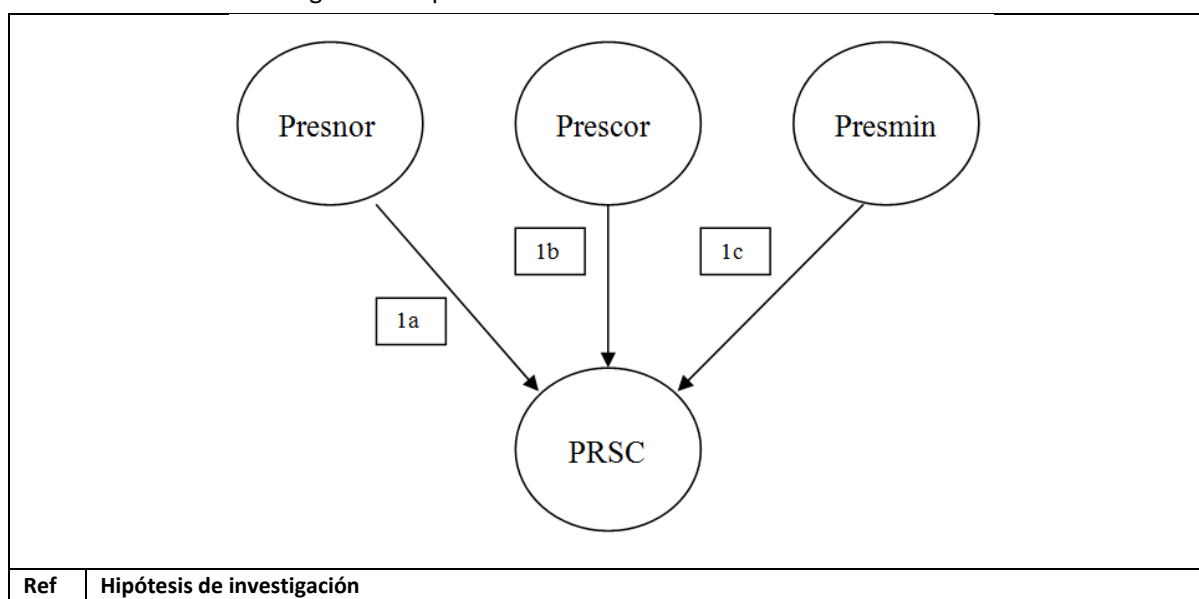 Presnor Prescor Presmin
1b 1c
1a
PRSC
Ref Hipótesis de investigación